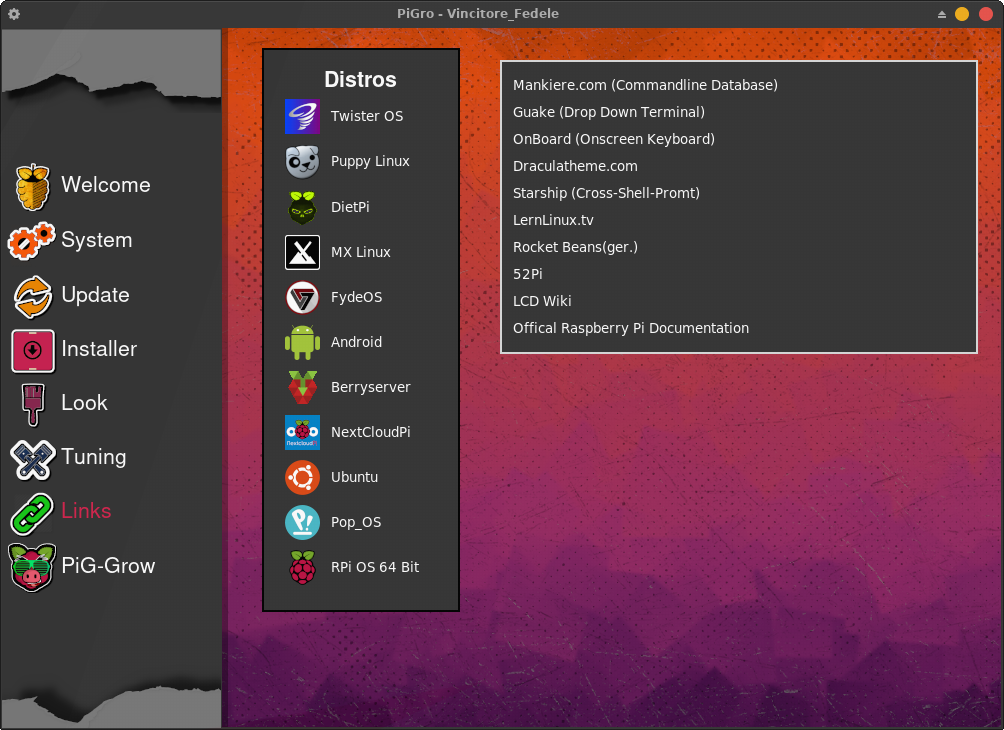 PiGro - Vincitore_Fedele
Welcome
System
Update
Installer
Look
Tuning
Links
PiG-Grow
Distros
Twister OS
Puppy Linux
DietPi
MX Linux
FydeOS
Android
Berryserver
NextCloudPi
Nextcloud
Ubuntu
Pop_OS
RPi OS 64 Bit
Mankiere.com (Commandline Database)
Guake (Drop Down Terminal)
OnBoard (Onscreen Keyboard)
Draculatheme.com
Starship (Cross-Shell-Promt)
LernLinux.tv
Rocket Beans(ger.)
52Pi
LCD Wiki
Offical Raspberry Pi Documentation